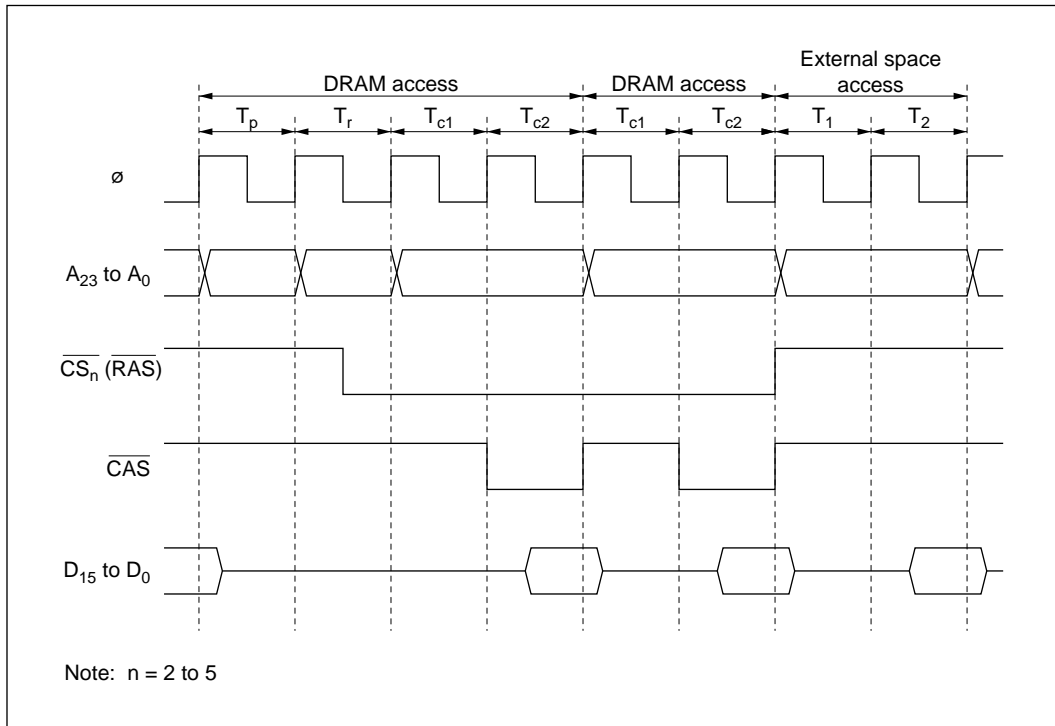 External space
access
DRAM access DRAM access
Tp Tr Tc1 Tc2 Tc1 Tc2 T1 T2
ø
A23 to A0
CSn (RAS)
CAS
D15 to D0
Note: n = 2 to 5